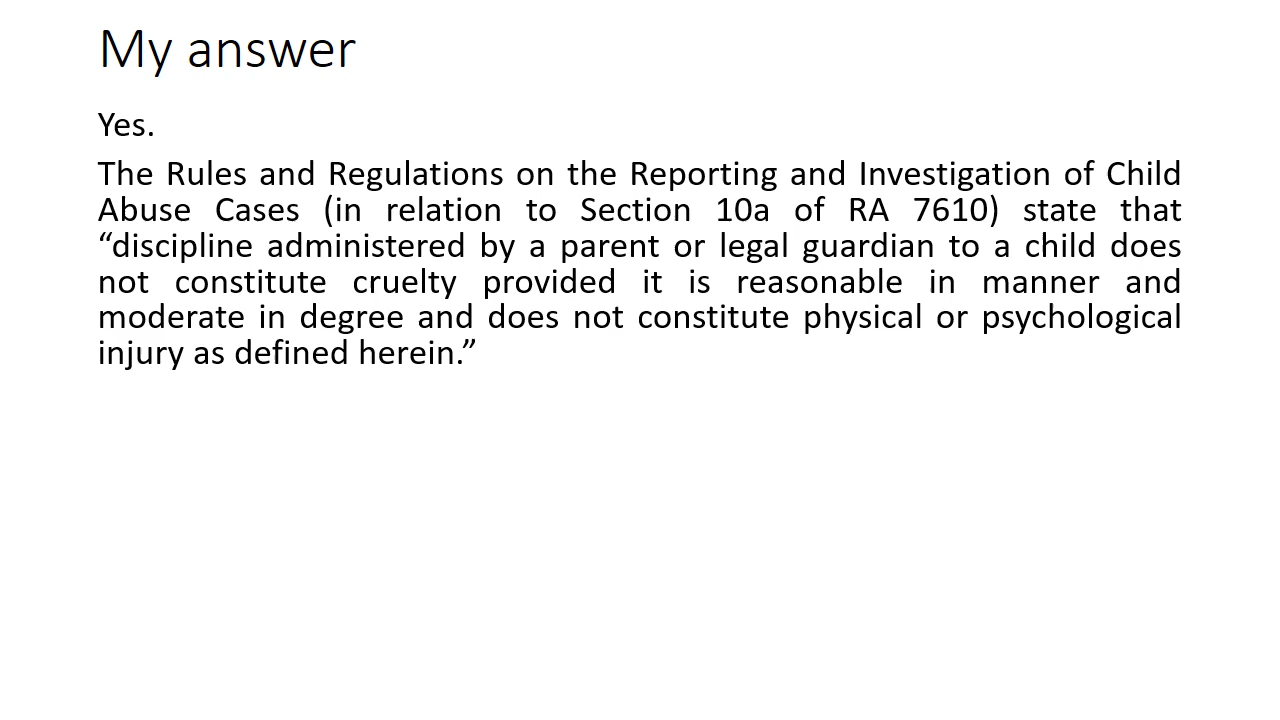 My answer
Yes.
The Rules and Regulations on the Reporting and Investigation of Child
Abuse Cases (in relation to Section 10a of RA 7610) state that
“discipline administered by a parent or legal guardian to a child does
not constitute cruelty provided it is reasonable in manner and
moderate in degree and does not constitute physical or psychological
injury as defined herein.”